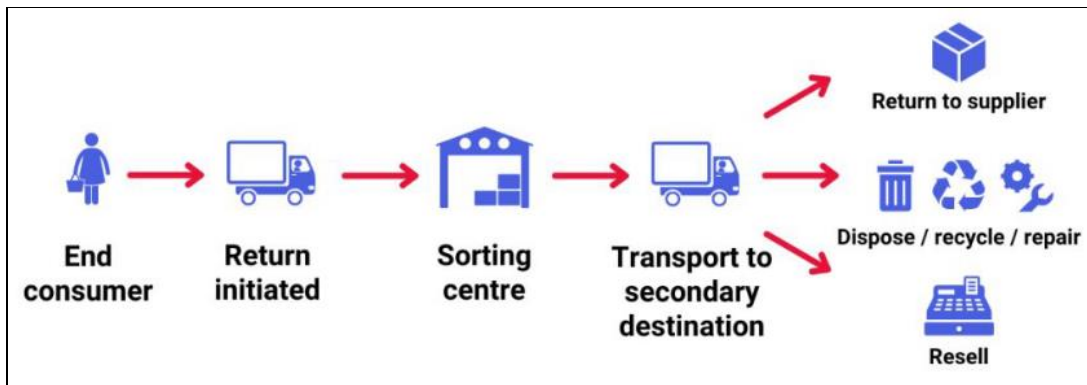 End
consumer
Return
initiated
Sorting
centre
Transport to
secondary
destination
Return to supplier
Dispose / recycle / repair
Resell